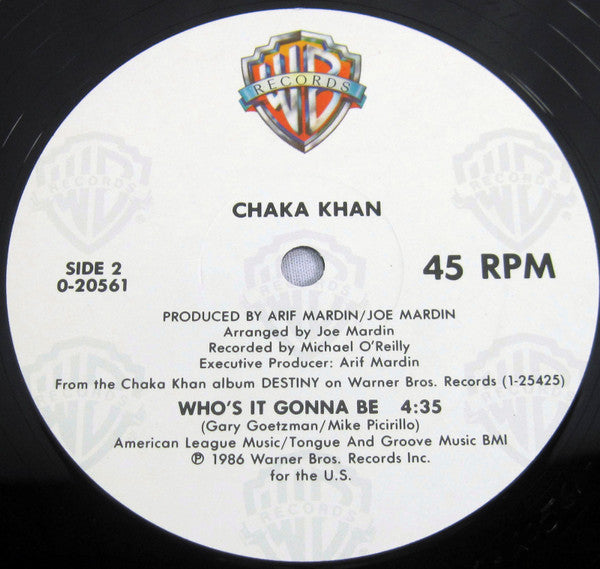 WB
RECORDS
CHAKA KHAN
SIDE 2
0-20561
45 RPM
PRODUCED BY ARIF MARDIN/JOE MARDIN
Arranged by Joe Mardin
Recorded by Michael O'Reilly
Executive Producer: Arif Mardin
From the Chaka Khan album DESTINY on Warner Bros. Records (1-25425)
WHO'S IT GONNA BE 4:35
(Gary Goetzman/Mike Picirillo)
American League Music/Tongue And Groove Music BMI
℗ 1986 Warner Bros. Records Inc.
for the U.S.